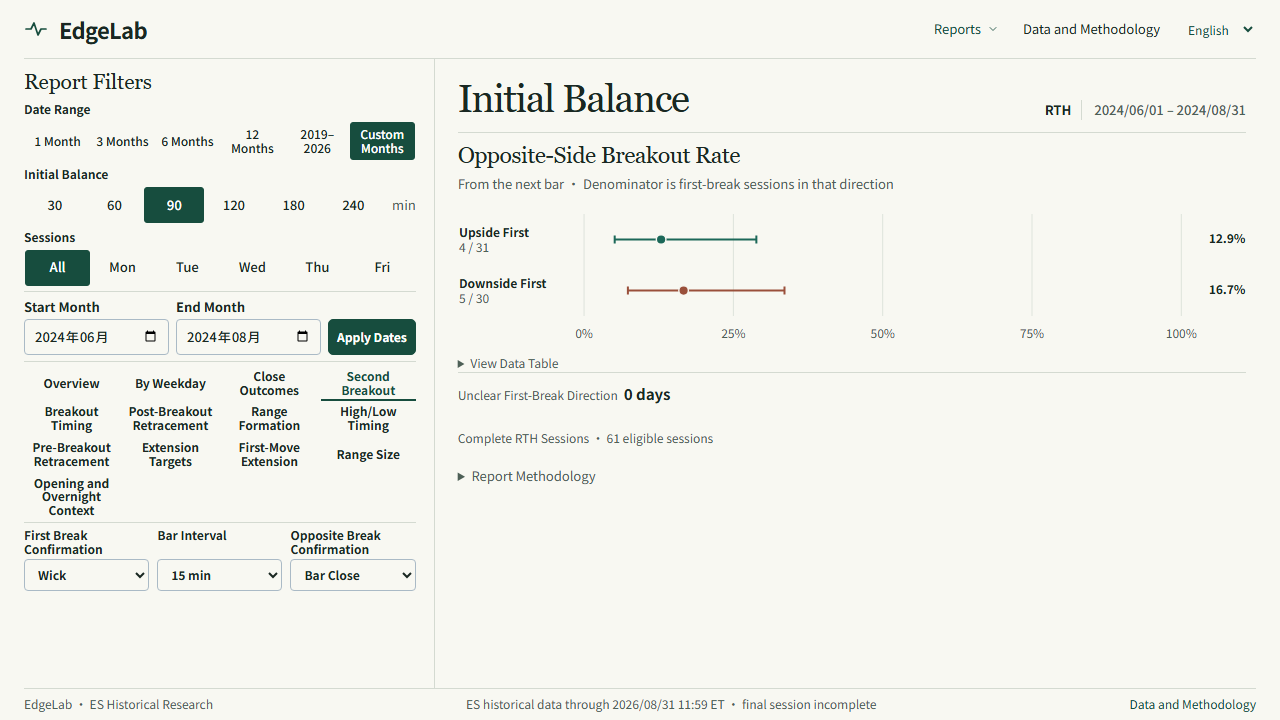 EdgeLab
Reports
Data and Methodology
English
Report Filters
Date Range
1 Month
3 Months
6 Months
12
Months
2019–
2026
Custom
Months
Initial Balance
30
60
90
120
180
240
min
Sessions
All
Mon
Tue
Wed
Thu
Fri
Start Month
End Month
2024年06月
2024年08月
Apply Dates
Overview
By Weekday
Close
Outcomes
Second
Breakout
Breakout
Timing
Post-Breakout
Retracement
Range
Formation
High/Low
Timing
Pre-Breakout
Retracement
Extension
Targets
First-Move
Extension
Range Size
Opening and
Overnight
Context
First Break
Confirmation
Bar Interval
Opposite Break
Confirmation
Wick
15 min
Bar Close
Initial Balance
RTH
2024/06/01 – 2024/08/31
Opposite-Side Breakout Rate
From the next bar • Denominator is first-break sessions in that direction
Upside First
4 / 31
12.9%
Downside First
5 / 30
16.7%
0%
25%
50%
75%
100%
View Data Table
Unclear First-Break Direction 0 days
Complete RTH Sessions • 61 eligible sessions
Report Methodology
EdgeLab • ES Historical Research
ES historical data through 2026/08/31 11:59 ET • final session incomplete
Data and Methodology